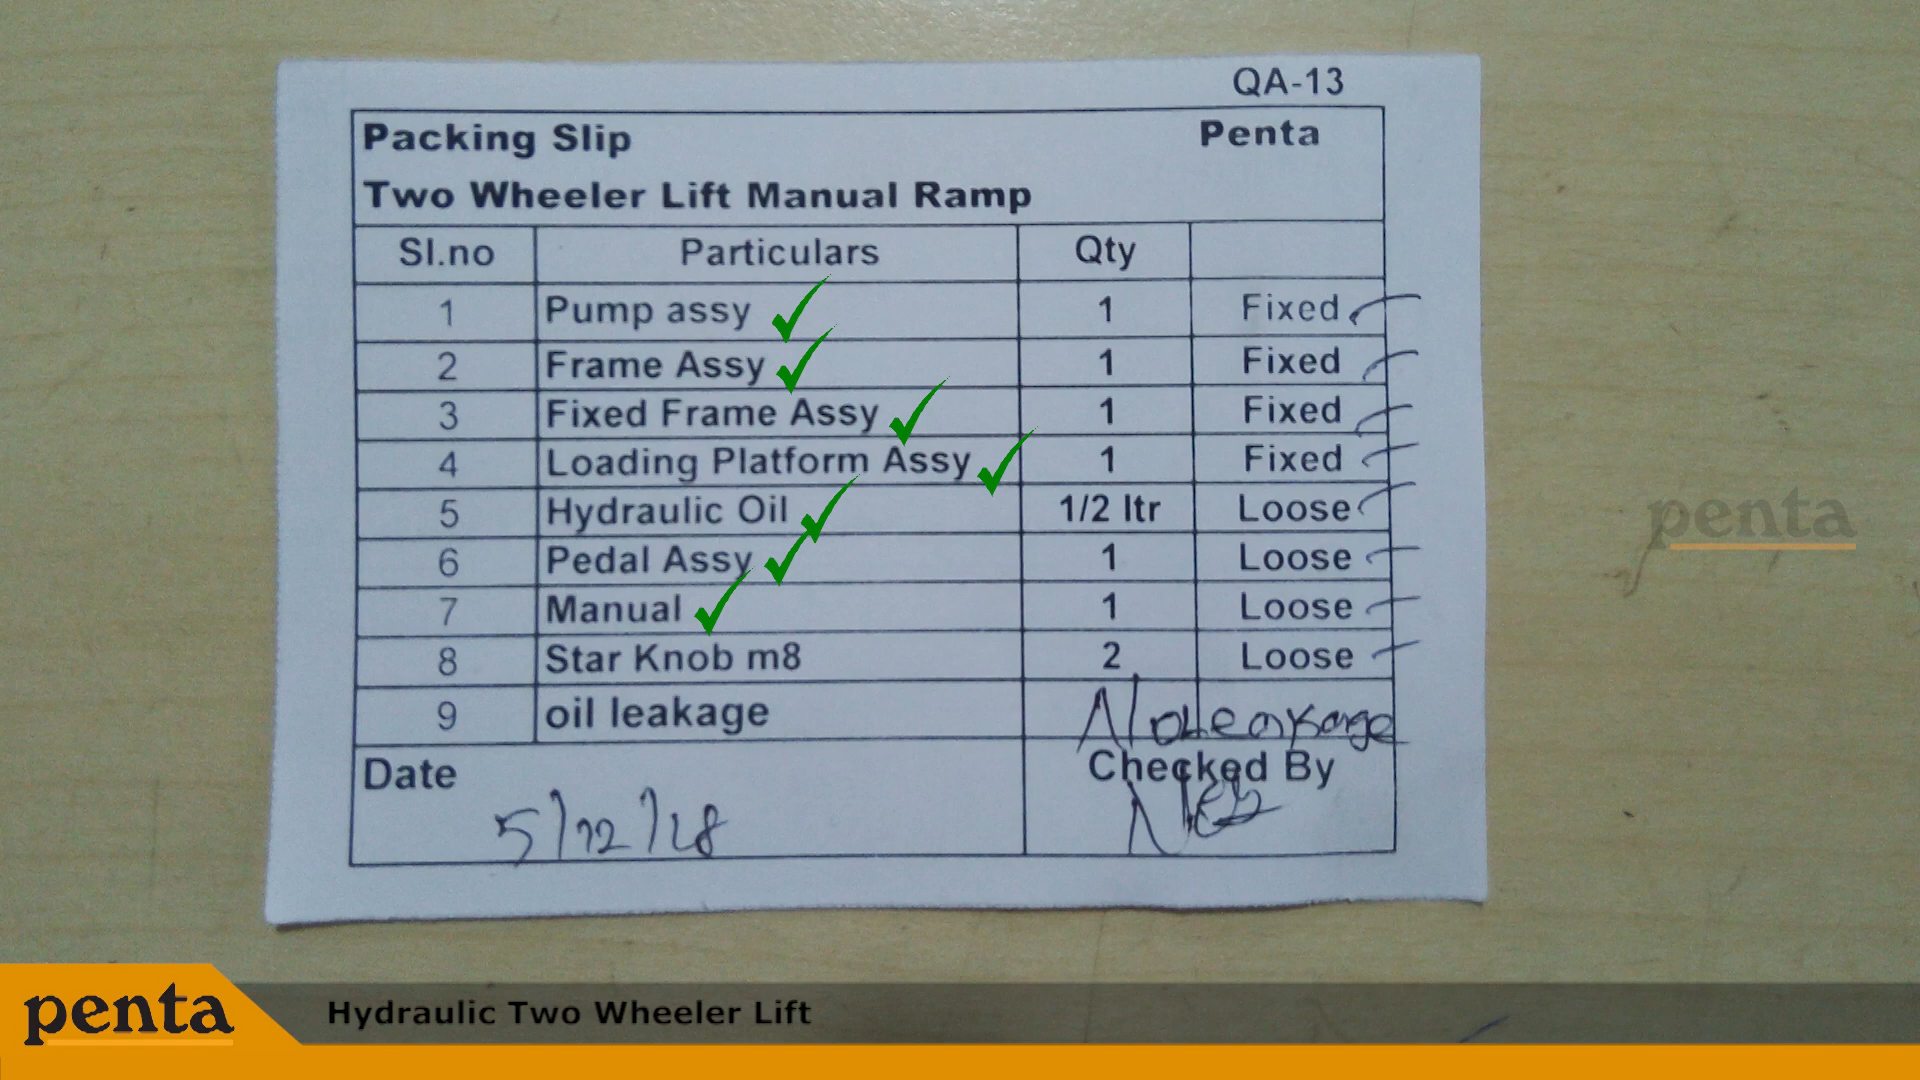 QA-13
Packing Slip Penta
Two Wheeler Lift Manual Ramp
Sl.no Particulars Qty
1 Pump assy 1 Fixed
2 Frame Assy 1 Fixed
3 Fixed Frame Assy 1 Fixed
4 Loading Platform Assy 1 Fixed
5 Hydraulic Oil 1/2 ltr Loose
6 Pedal Assy 1 Loose
7 Manual 1 Loose
8 Star Knob m8 2 Loose
9 oil leakage No Leakage
Date Checked By
5/12/18
penta
penta
Hydraulic Two Wheeler Lift